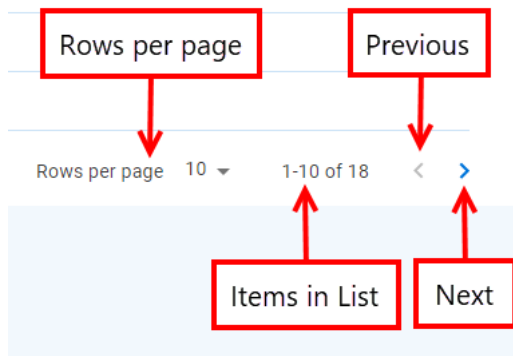 Rows per page
Previous
Rows per page 10 1-10 of 18
Items in List
Next